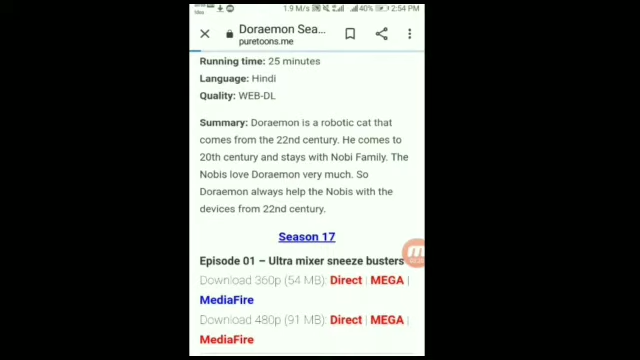 1.9 M/s 40% 2:54 PM
Doraemon Sea...
puretoons.me
Running time: 25 minutes
Language: Hindi
Quality: WEB-DL
Summary: Doraemon is a robotic cat that
comes from the 22nd century. He comes to
20th century and stays with Nobi Family. The
Nobis love Doraemon very much. So
Doraemon always help the Nobis with the
devices from 22nd century.
Season 17
Episode 01 – Ultra mixer sneeze busters
Download 360p (54 MB): Direct | MEGA |
MediaFire
Download 480p (91 MB): Direct | MEGA |
MediaFire